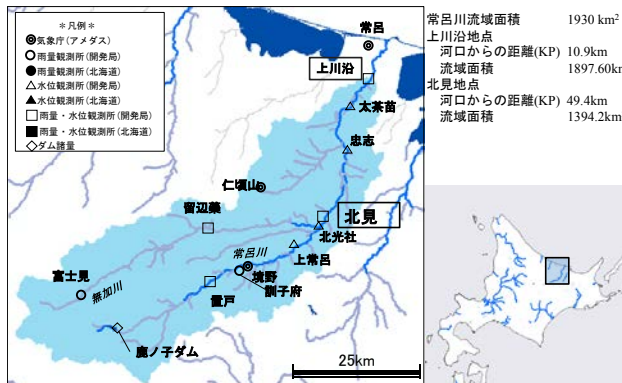 ＊凡例＊
気象庁(アメダス)
雨量観測所(開発局)
雨量観測所(北海道)
水位観測所(開発局)
水位観測所(北海道)
雨量・水位観測所(開発局)
雨量・水位観測所(北海道)
ダム諸量
常呂
上川沿
太茶苗
忠志
仁頃山
留辺蘂
北見
北光社
常呂川
上常呂
境野
訓子府
置戸
富士見
無加川
鹿ノ子ダム
25km
常呂川流域面積 1930 km²
上川沿地点
河口からの距離(KP) 10.9km
流域面積 1897.60km
北見地点
河口からの距離(KP) 49.4km
流域面積 1394.2km